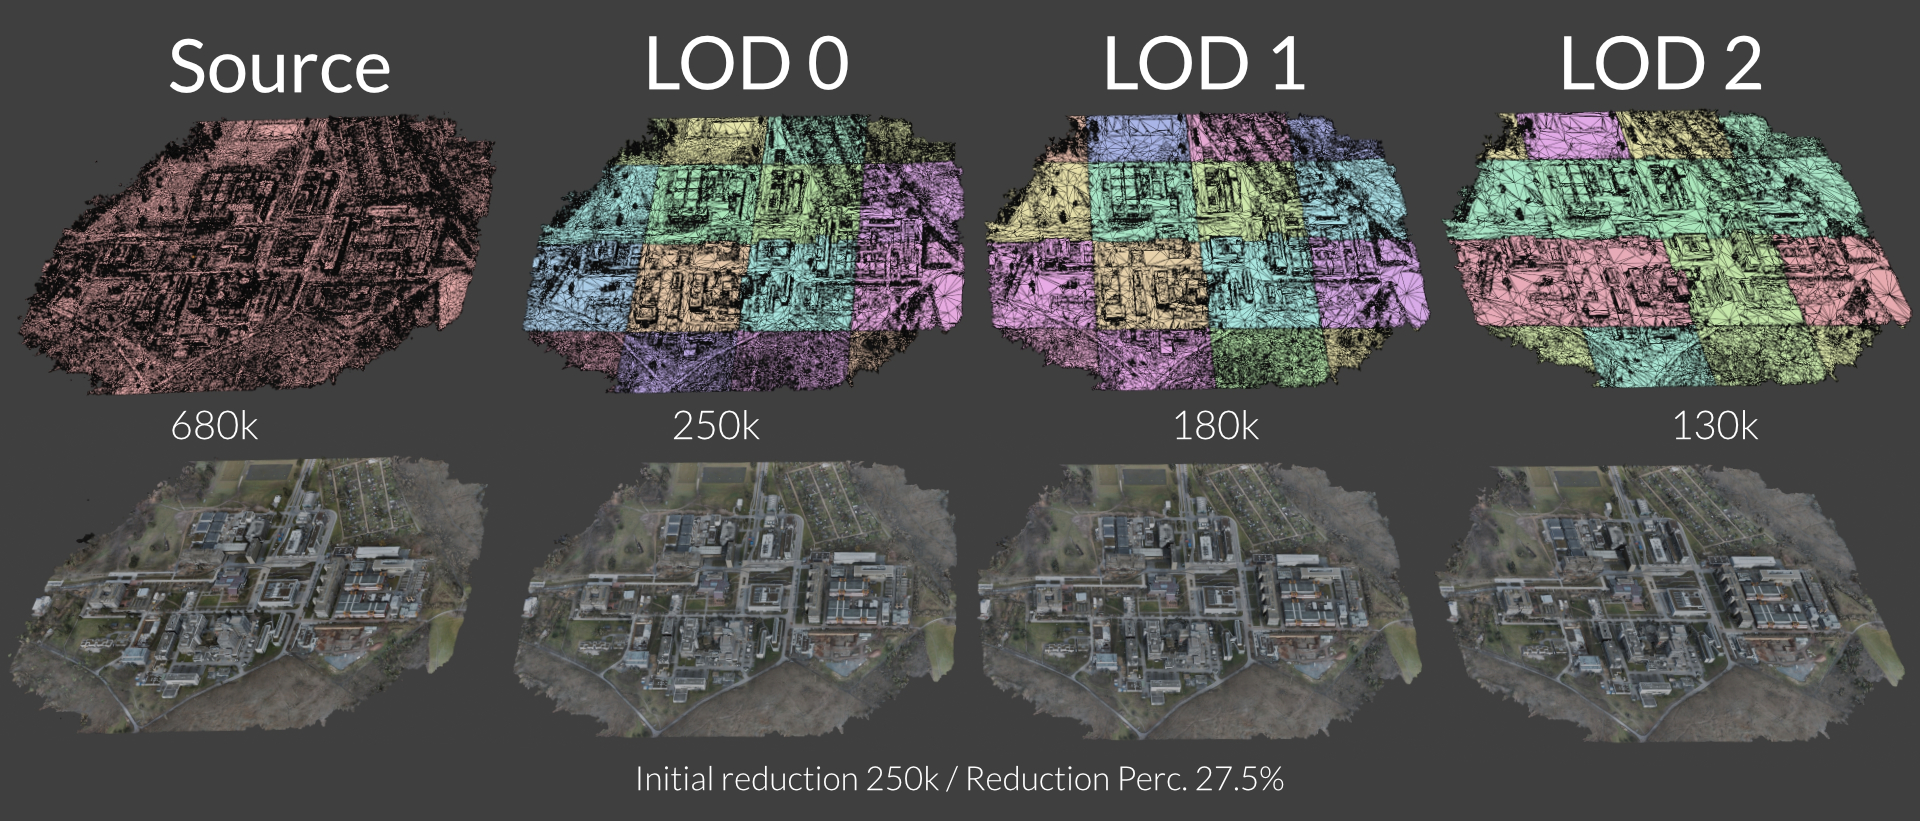 Source
LOD 0
LOD 1
LOD 2
680k
250k
180k
130k
Initial reduction 250k / Reduction Perc. 27.5%